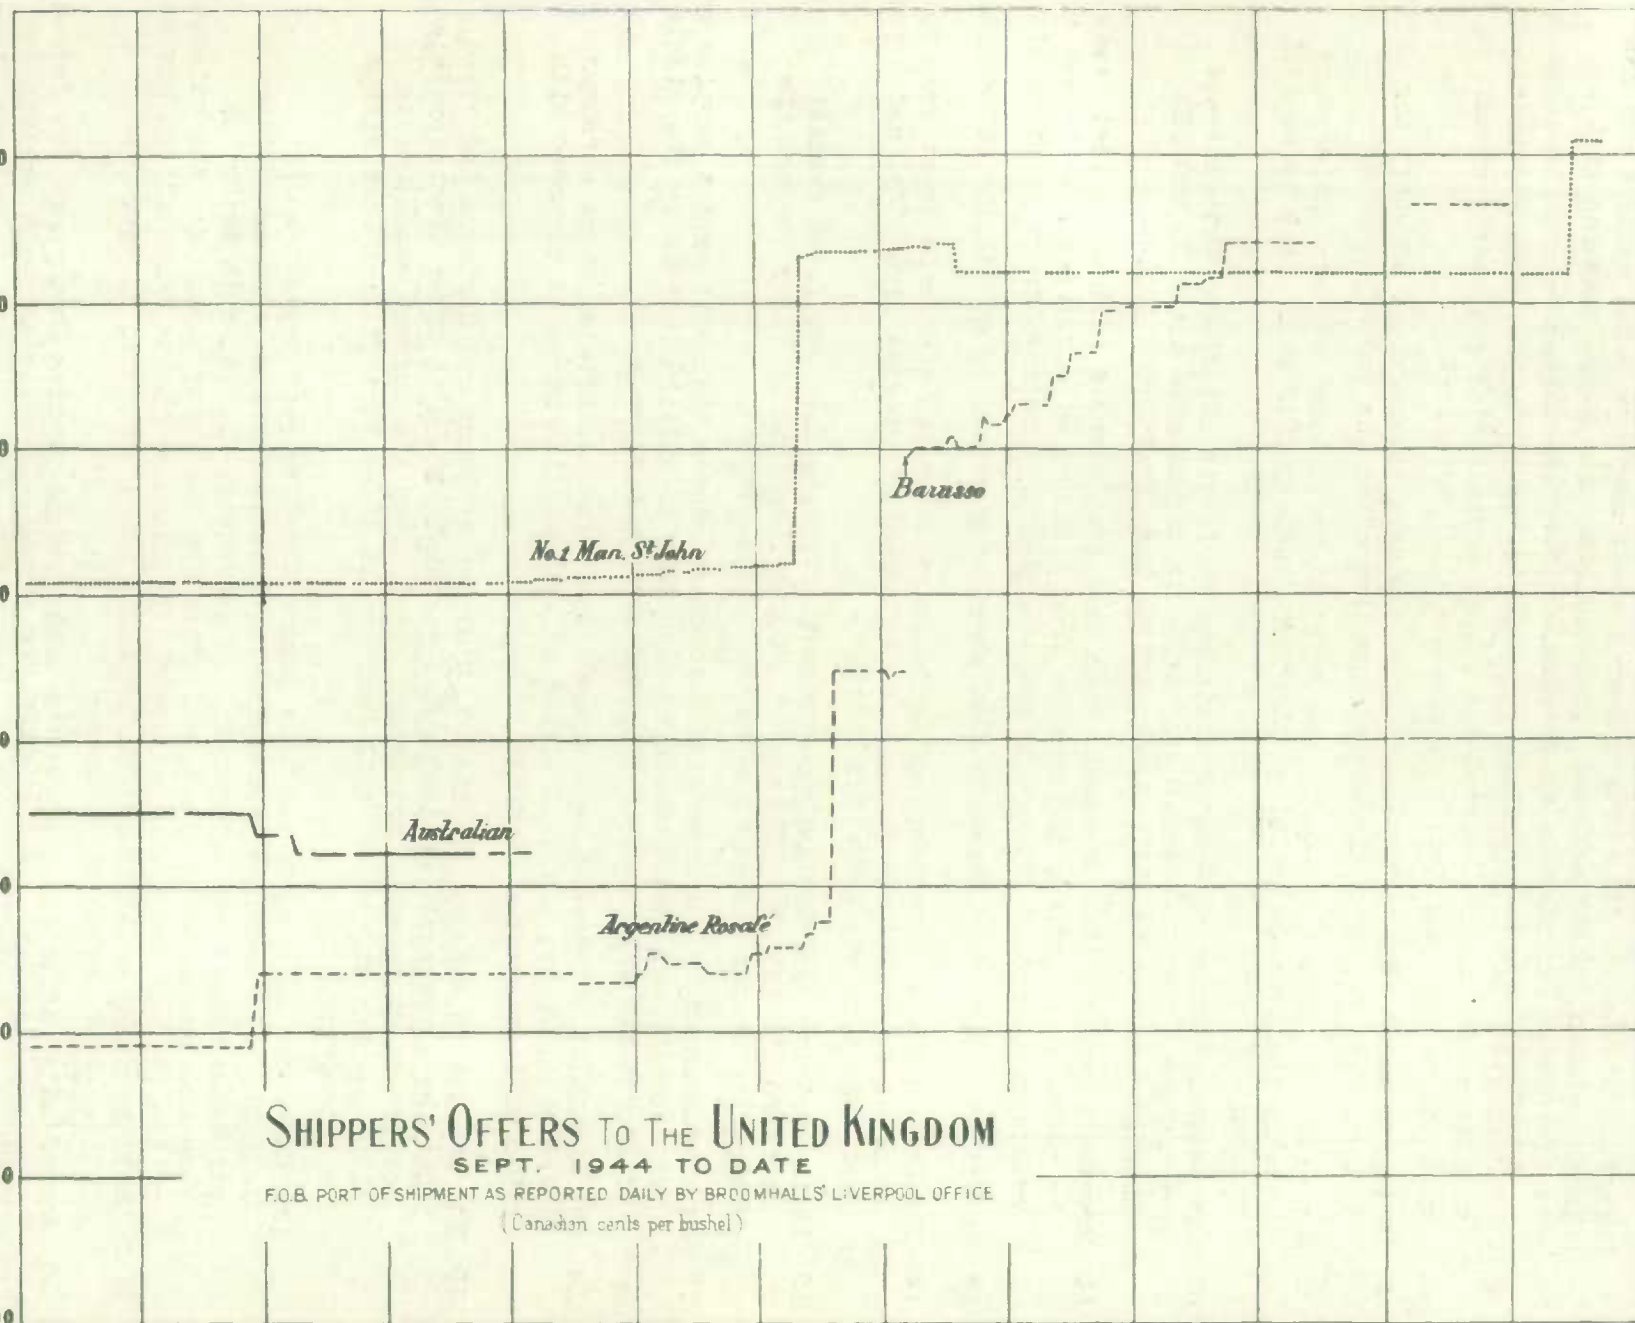 No.1 Man. St John
Barusso
Australian
Argentine Rosafé
SHIPPERS' OFFERS TO THE UNITED KINGDOM
SEPT. 1944 TO DATE
F.O.B. PORT OF SHIPMENT AS REPORTED DAILY BY BROOMHALLS' LIVERPOOL OFFICE
(Canadian cents per bushel)